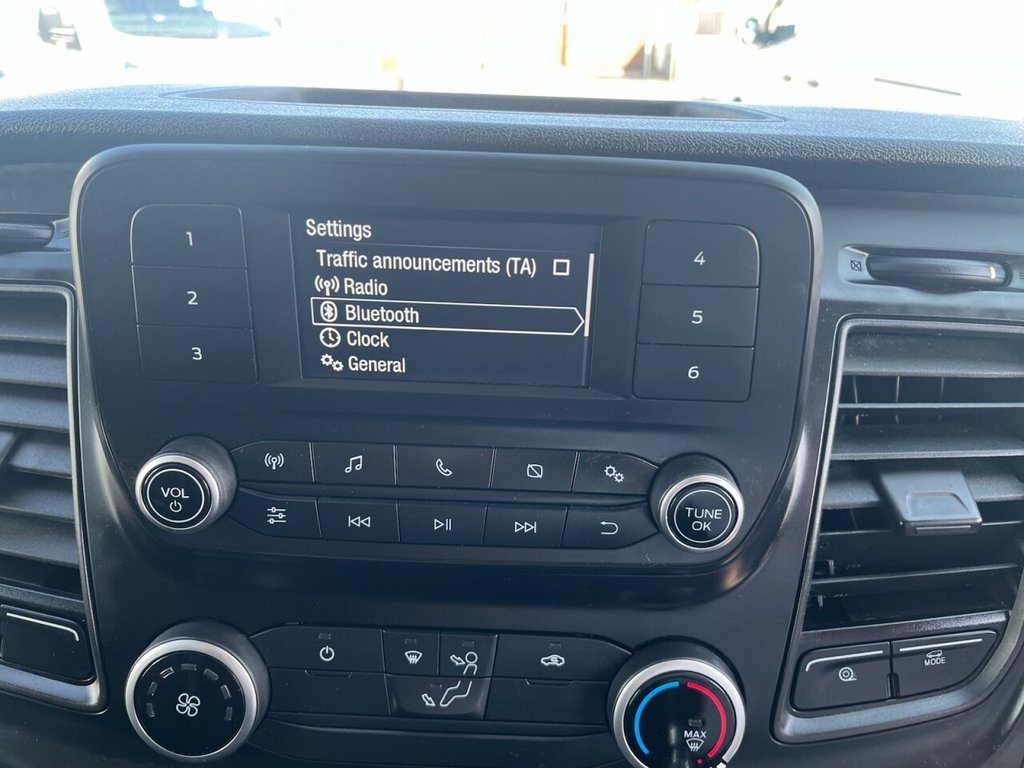 Settings
Traffic announcements (TA)
Radio
Bluetooth
Clock
General
1
2
3
4
5
6
VOL
TUNE
OK
MAX
MODE